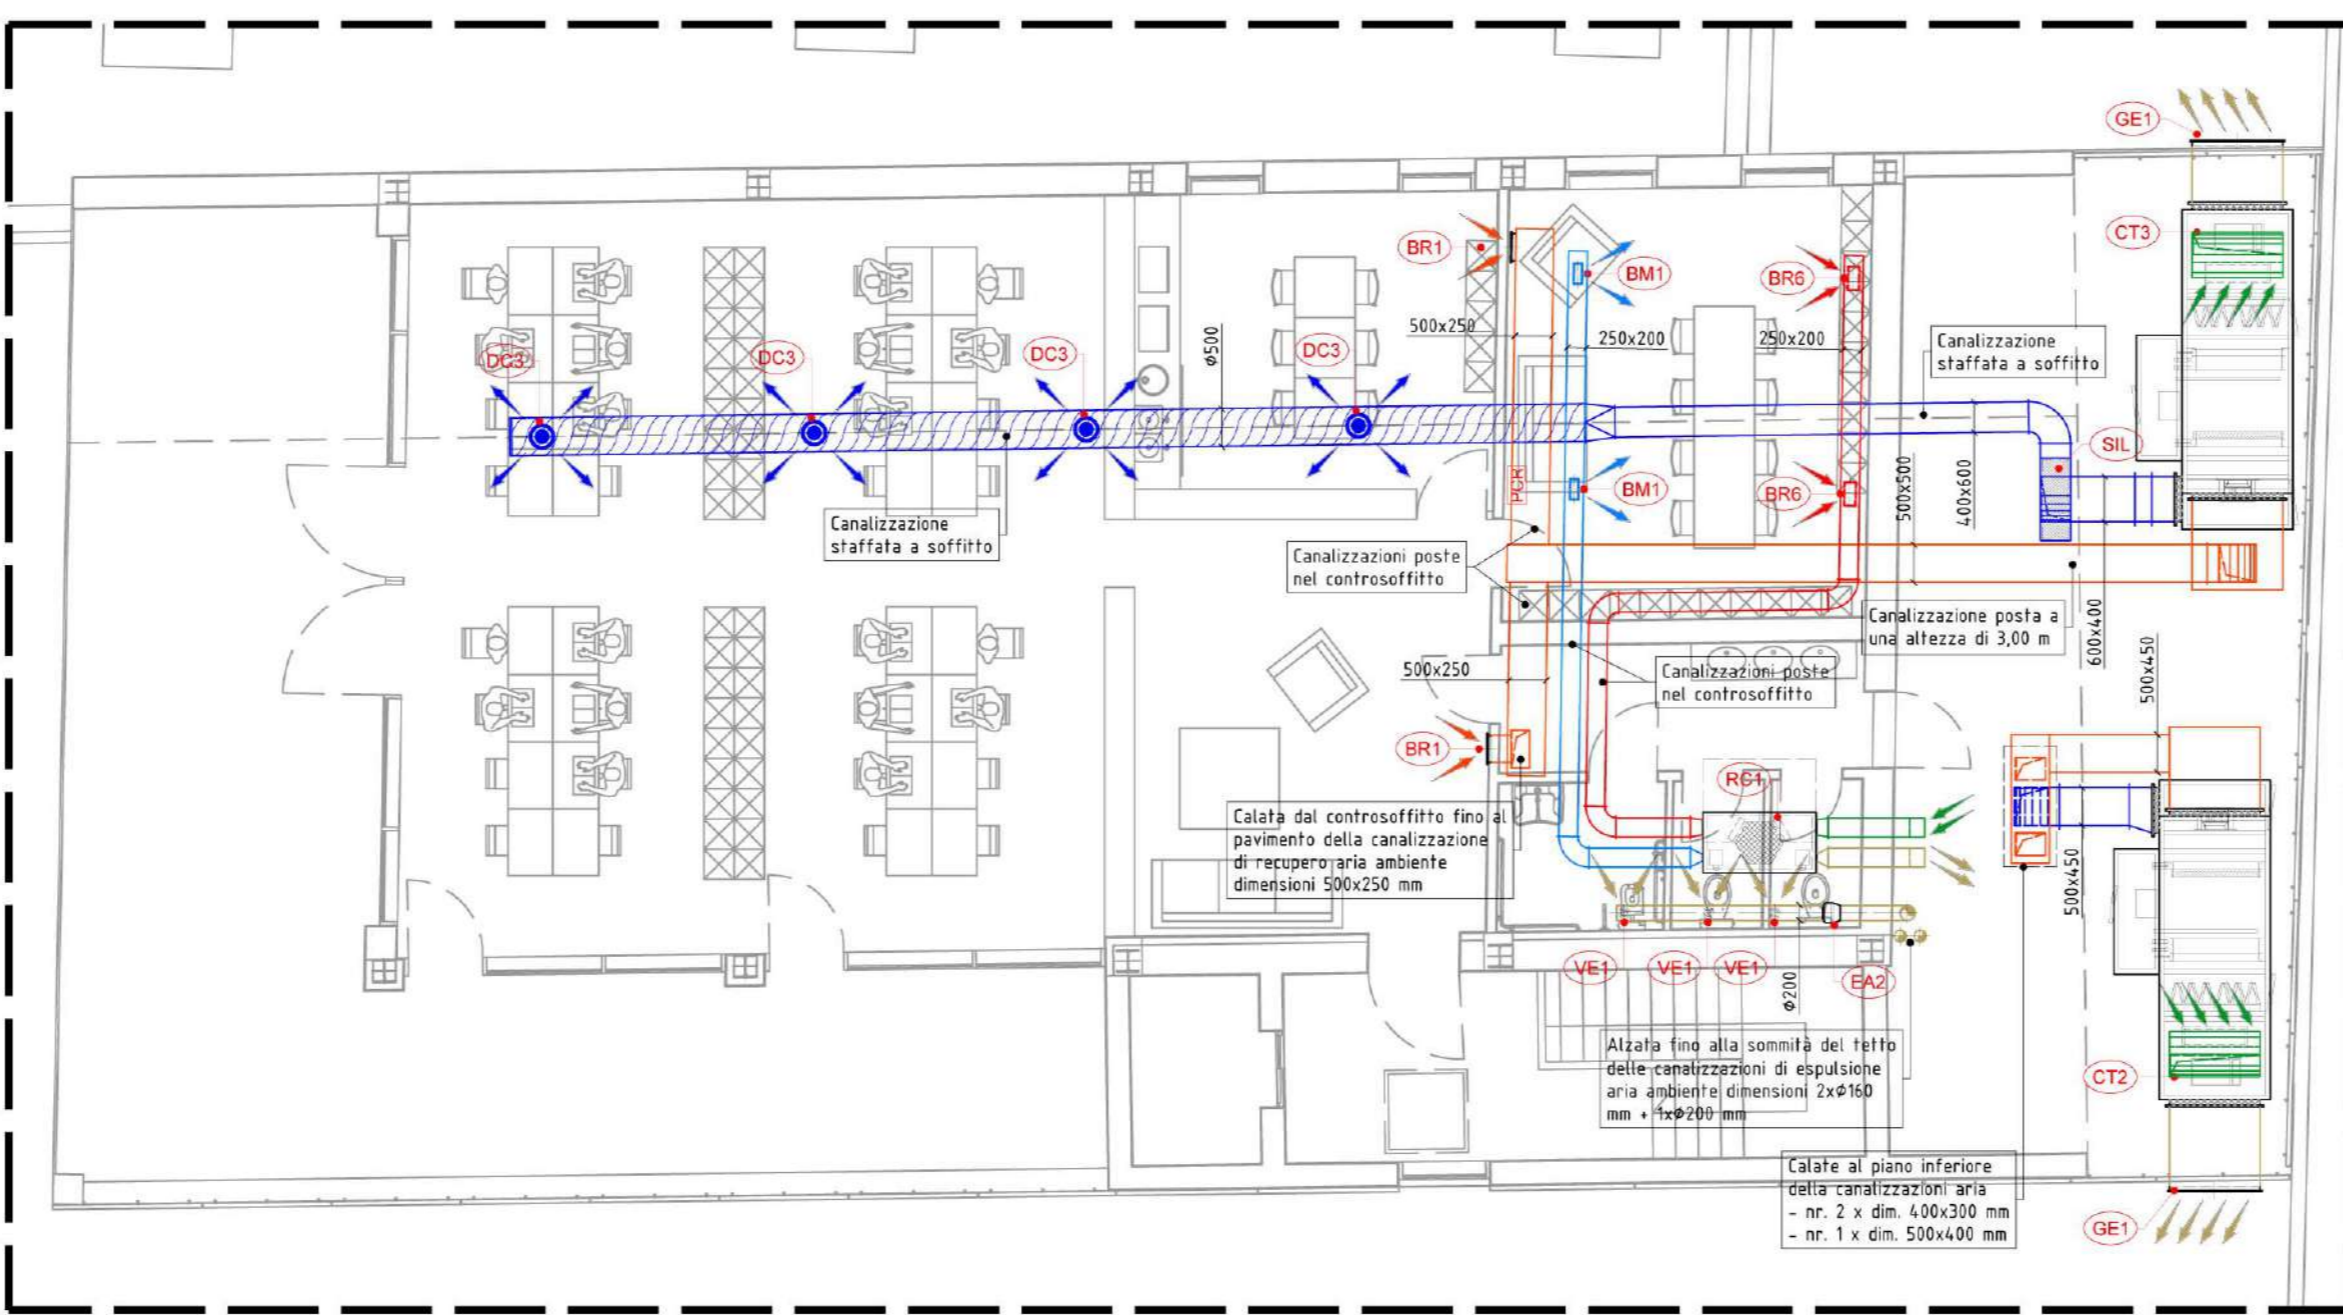 GE1
CT3
BR1
BM1
BR6
500x250
250x200
250x200
Canalizzazione
staffata a soffitto
ϕ500
DC3
DC3
DC3
DC3
SIL
PCR
BM1
BR6
500x500
400x600
Canalizzazione
staffata a soffitto
Canalizzazioni poste
nel controsoffitto
Canalizzazione posta a
una altezza di 3,00 m
600x400
500x450
500x250
Canalizzazioni poste
nel controsoffitto
BR1
RC1
Calata dal controsoffitto fino al
pavimento della canalizzazione
di recupero aria ambiente
dimensioni 500x250 mm
500x450
VE1
VE1
VE1
EA2
ϕ200
Alzata fino alla sommità del tetto
delle canalizzazioni di espulsione
aria ambiente dimensioni 2xϕ160
mm + 1xϕ200 mm
CT2
Calate al piano inferiore
della canalizzazioni aria
- nr. 2 x dim. 400x300 mm
- nr. 1 x dim. 500x400 mm
GE1